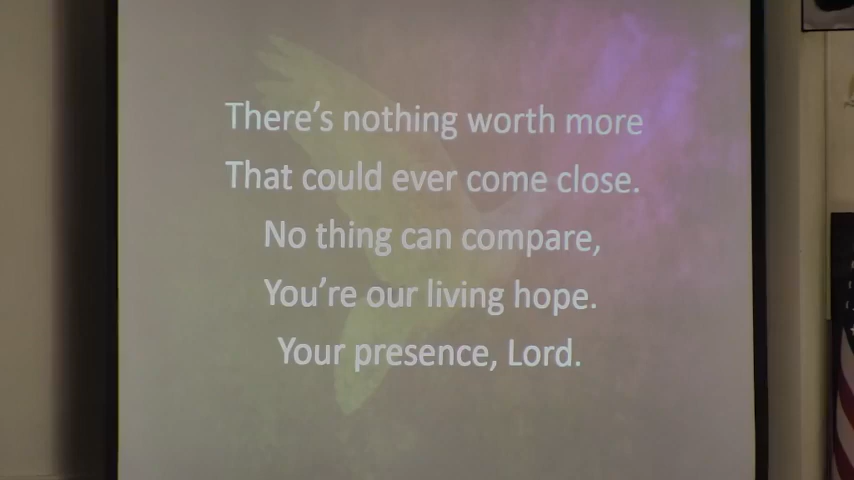 There's nothing worth more
That could ever come close.
No thing can compare,
You're our living hope.
Your presence, Lord.